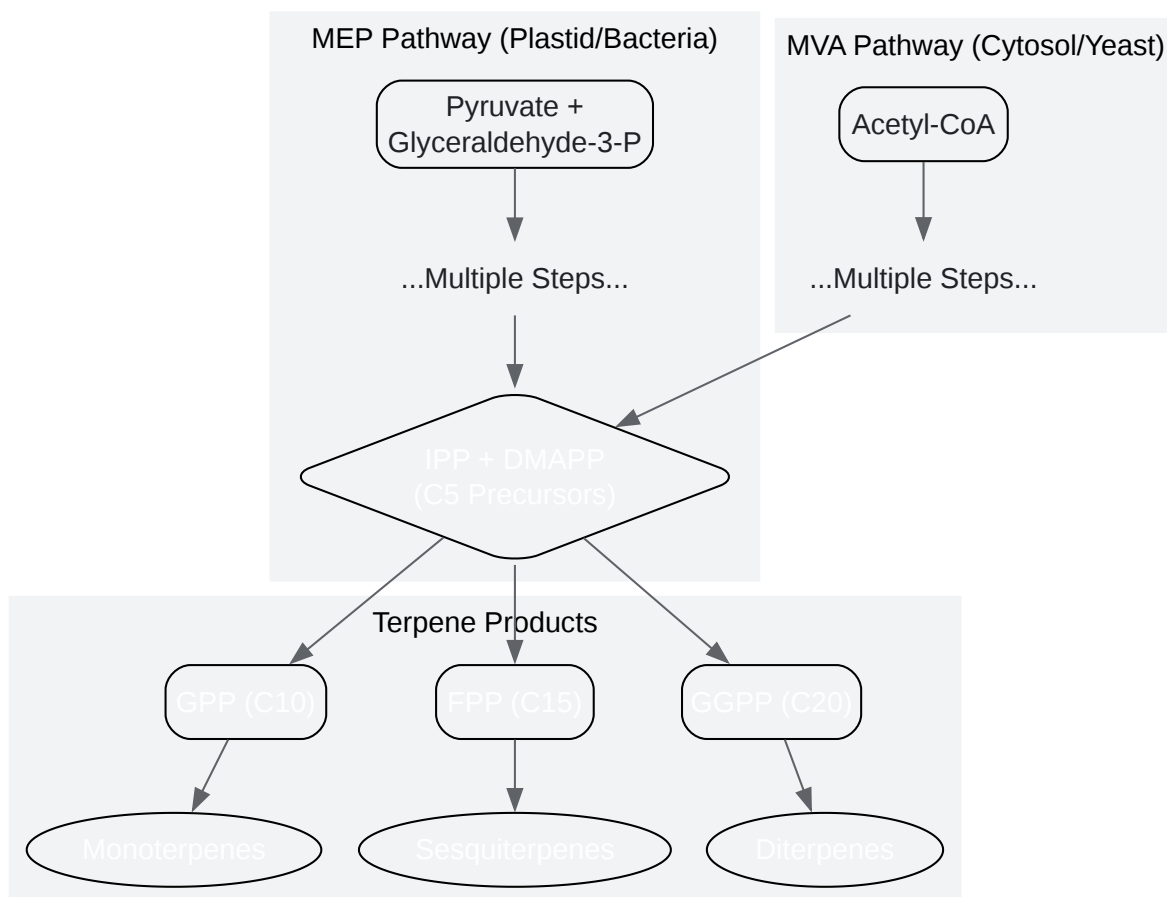 MEP Pathway (Plastid/Bacteria)
MVA Pathway (Cytosol/Yeast)
Pyruvate +
Glyceraldehyde-3-P
Acetyl-CoA
...Multiple Steps...
...Multiple Steps...
IPP + DMAPP
(C5 Precursors)
Terpene Products
GPP (C10)
FPP (C15)
GGPP (C20)
Monoterpenes
Sesquiterpenes
Diterpenes